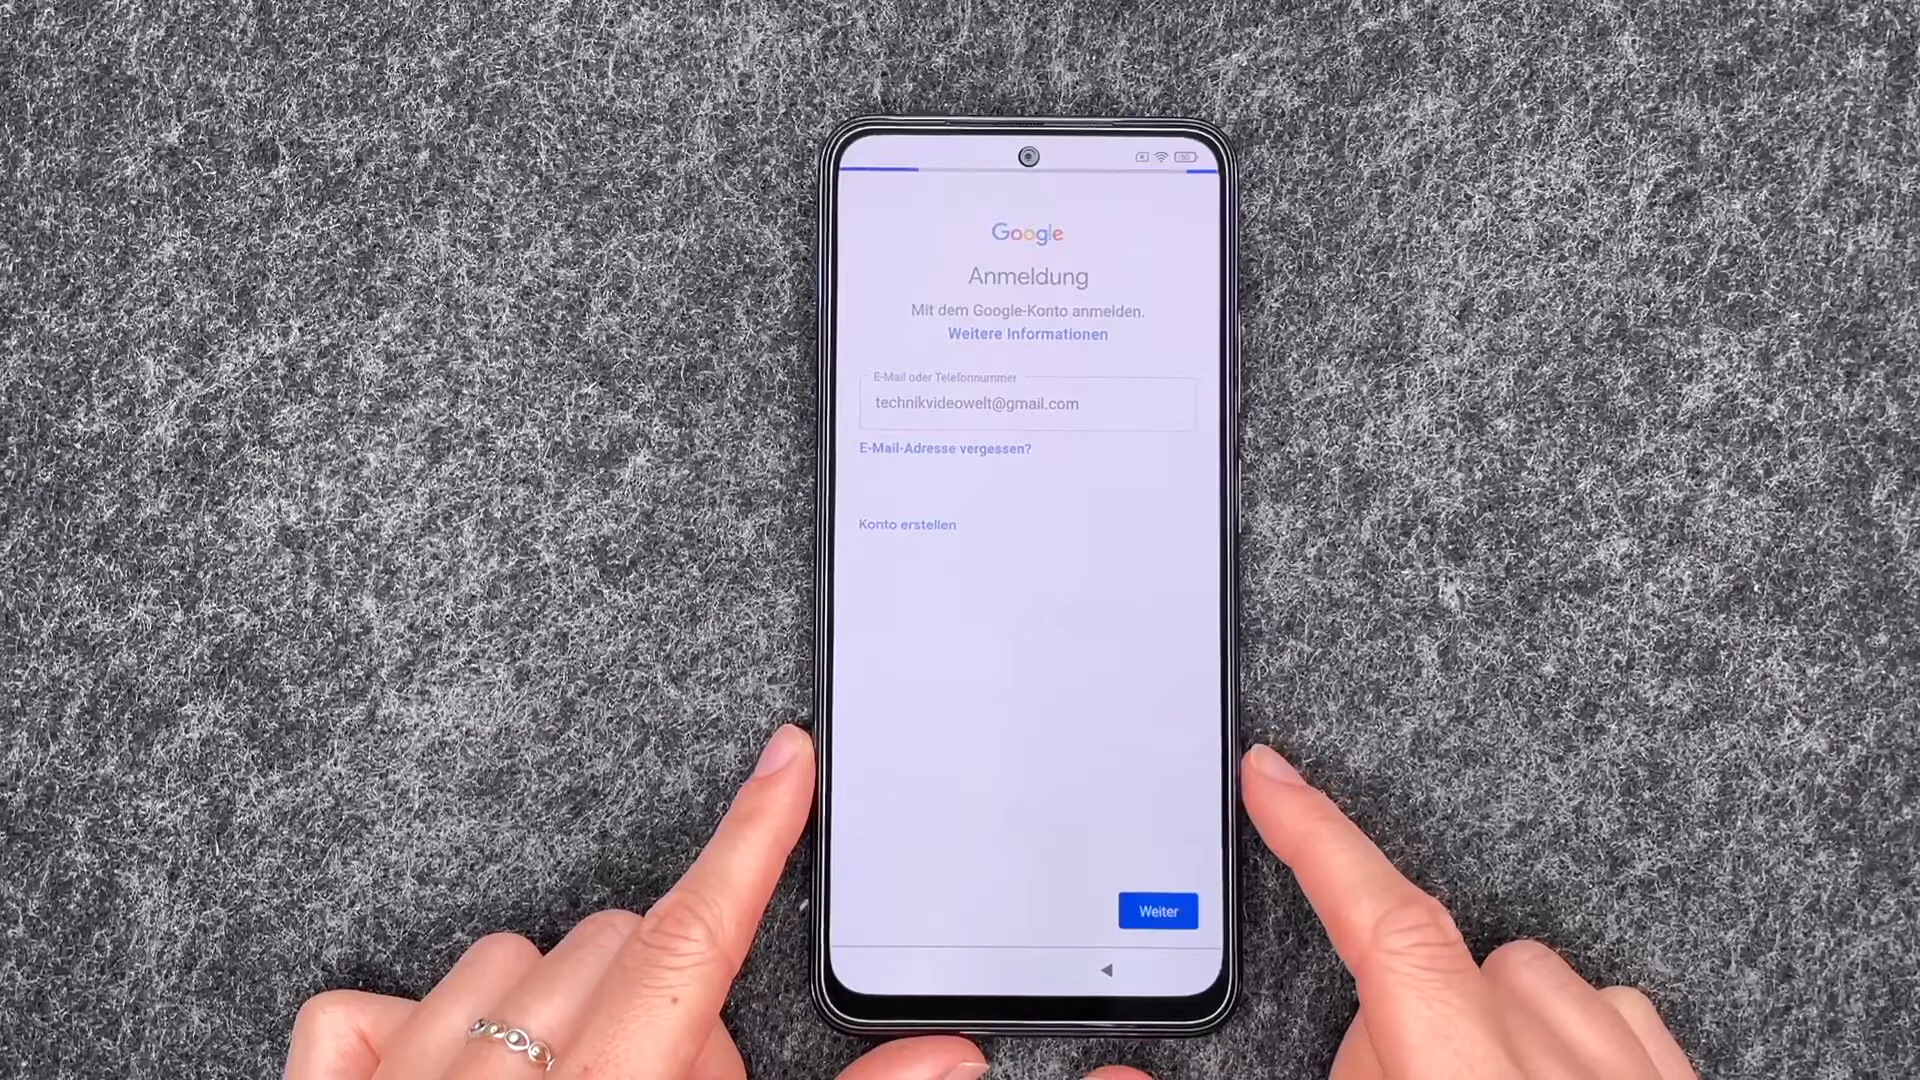 50
Google
Anmeldung
Mit dem Google-Konto anmelden.
Weitere Informationen
E-Mail oder Telefonnummer
technikvideowelt@gmail.com
E-Mail-Adresse vergessen?
Konto erstellen
Weiter